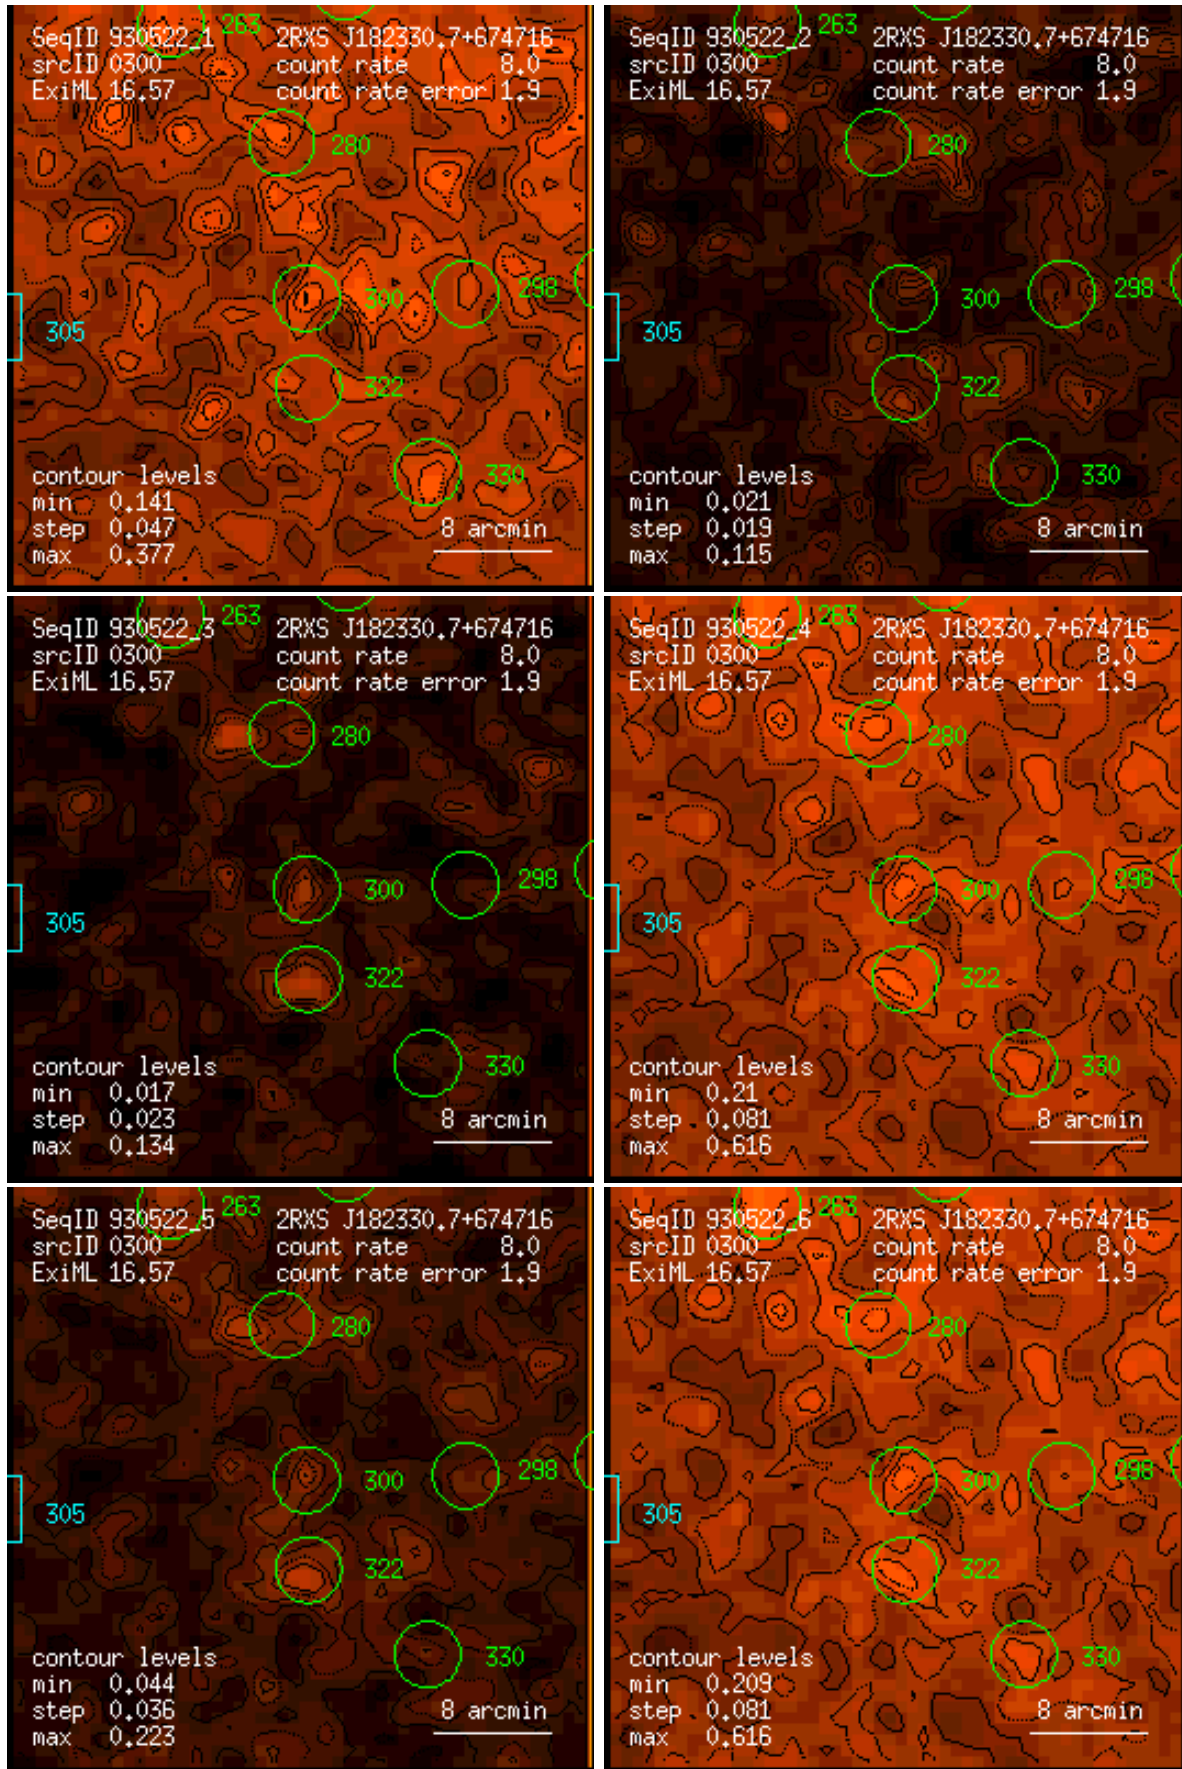 263
SeqID 930522_1 2RXS J182330.7+674716
srcID 0300 count rate 8.0
ExiML 16.57 count rate error 1.9
280
300 298
305
322
contour levels 330
min 0.141
step 0.047 8 arcmin
max 0.377
263
SeqID 930522_2 2RXS J182330.7+674716
srcID 0300 count rate 8.0
ExiML 16.57 count rate error 1.9
280
300 298
305
322
contour levels 330
min 0.021
step 0.019 8 arcmin
max 0.115
263
SeqID 930522_3 2RXS J182330.7+674716
srcID 0300 count rate 8.0
ExiML 16.57 count rate error 1.9
280
300 298
305
322
contour levels 330
min 0.017
step 0.023 8 arcmin
max 0.134
263
SeqID 930522_4 2RXS J182330.7+674716
srcID 0300 count rate 8.0
ExiML 16.57 count rate error 1.9
280
300 298
305
322
contour levels 330
min 0.21
step 0.081 8 arcmin
max 0.616
263
SeqID 930522_5 2RXS J182330.7+674716
srcID 0300 count rate 8.0
ExiML 16.57 count rate error 1.9
280
300 298
305
322
contour levels 330
min 0.044
step 0.036 8 arcmin
max 0.223
263
SeqID 930522_6 2RXS J182330.7+674716
srcID 0300 count rate 8.0
ExiML 16.57 count rate error 1.9
280
300 298
305
322
contour levels 330
min 0.209
step 0.081 8 arcmin
max 0.616